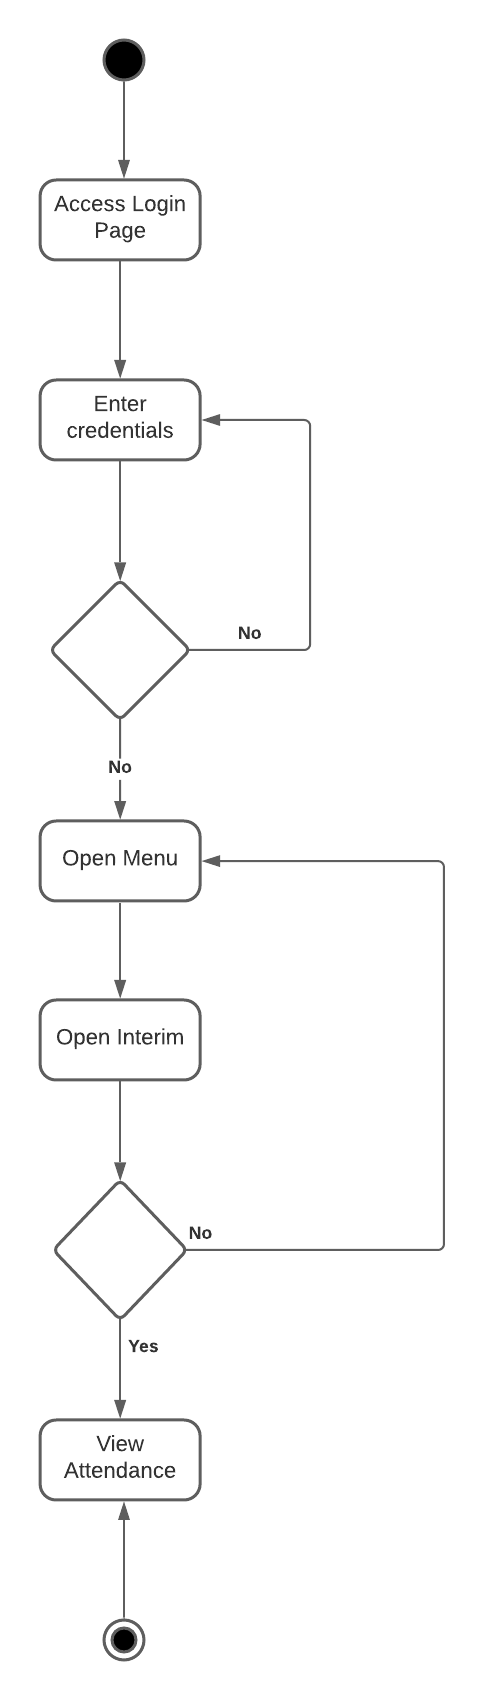 Access Login
Page
Enter
credentials
No
No
Open Menu
Open Interim
No
Yes
View
Attendance